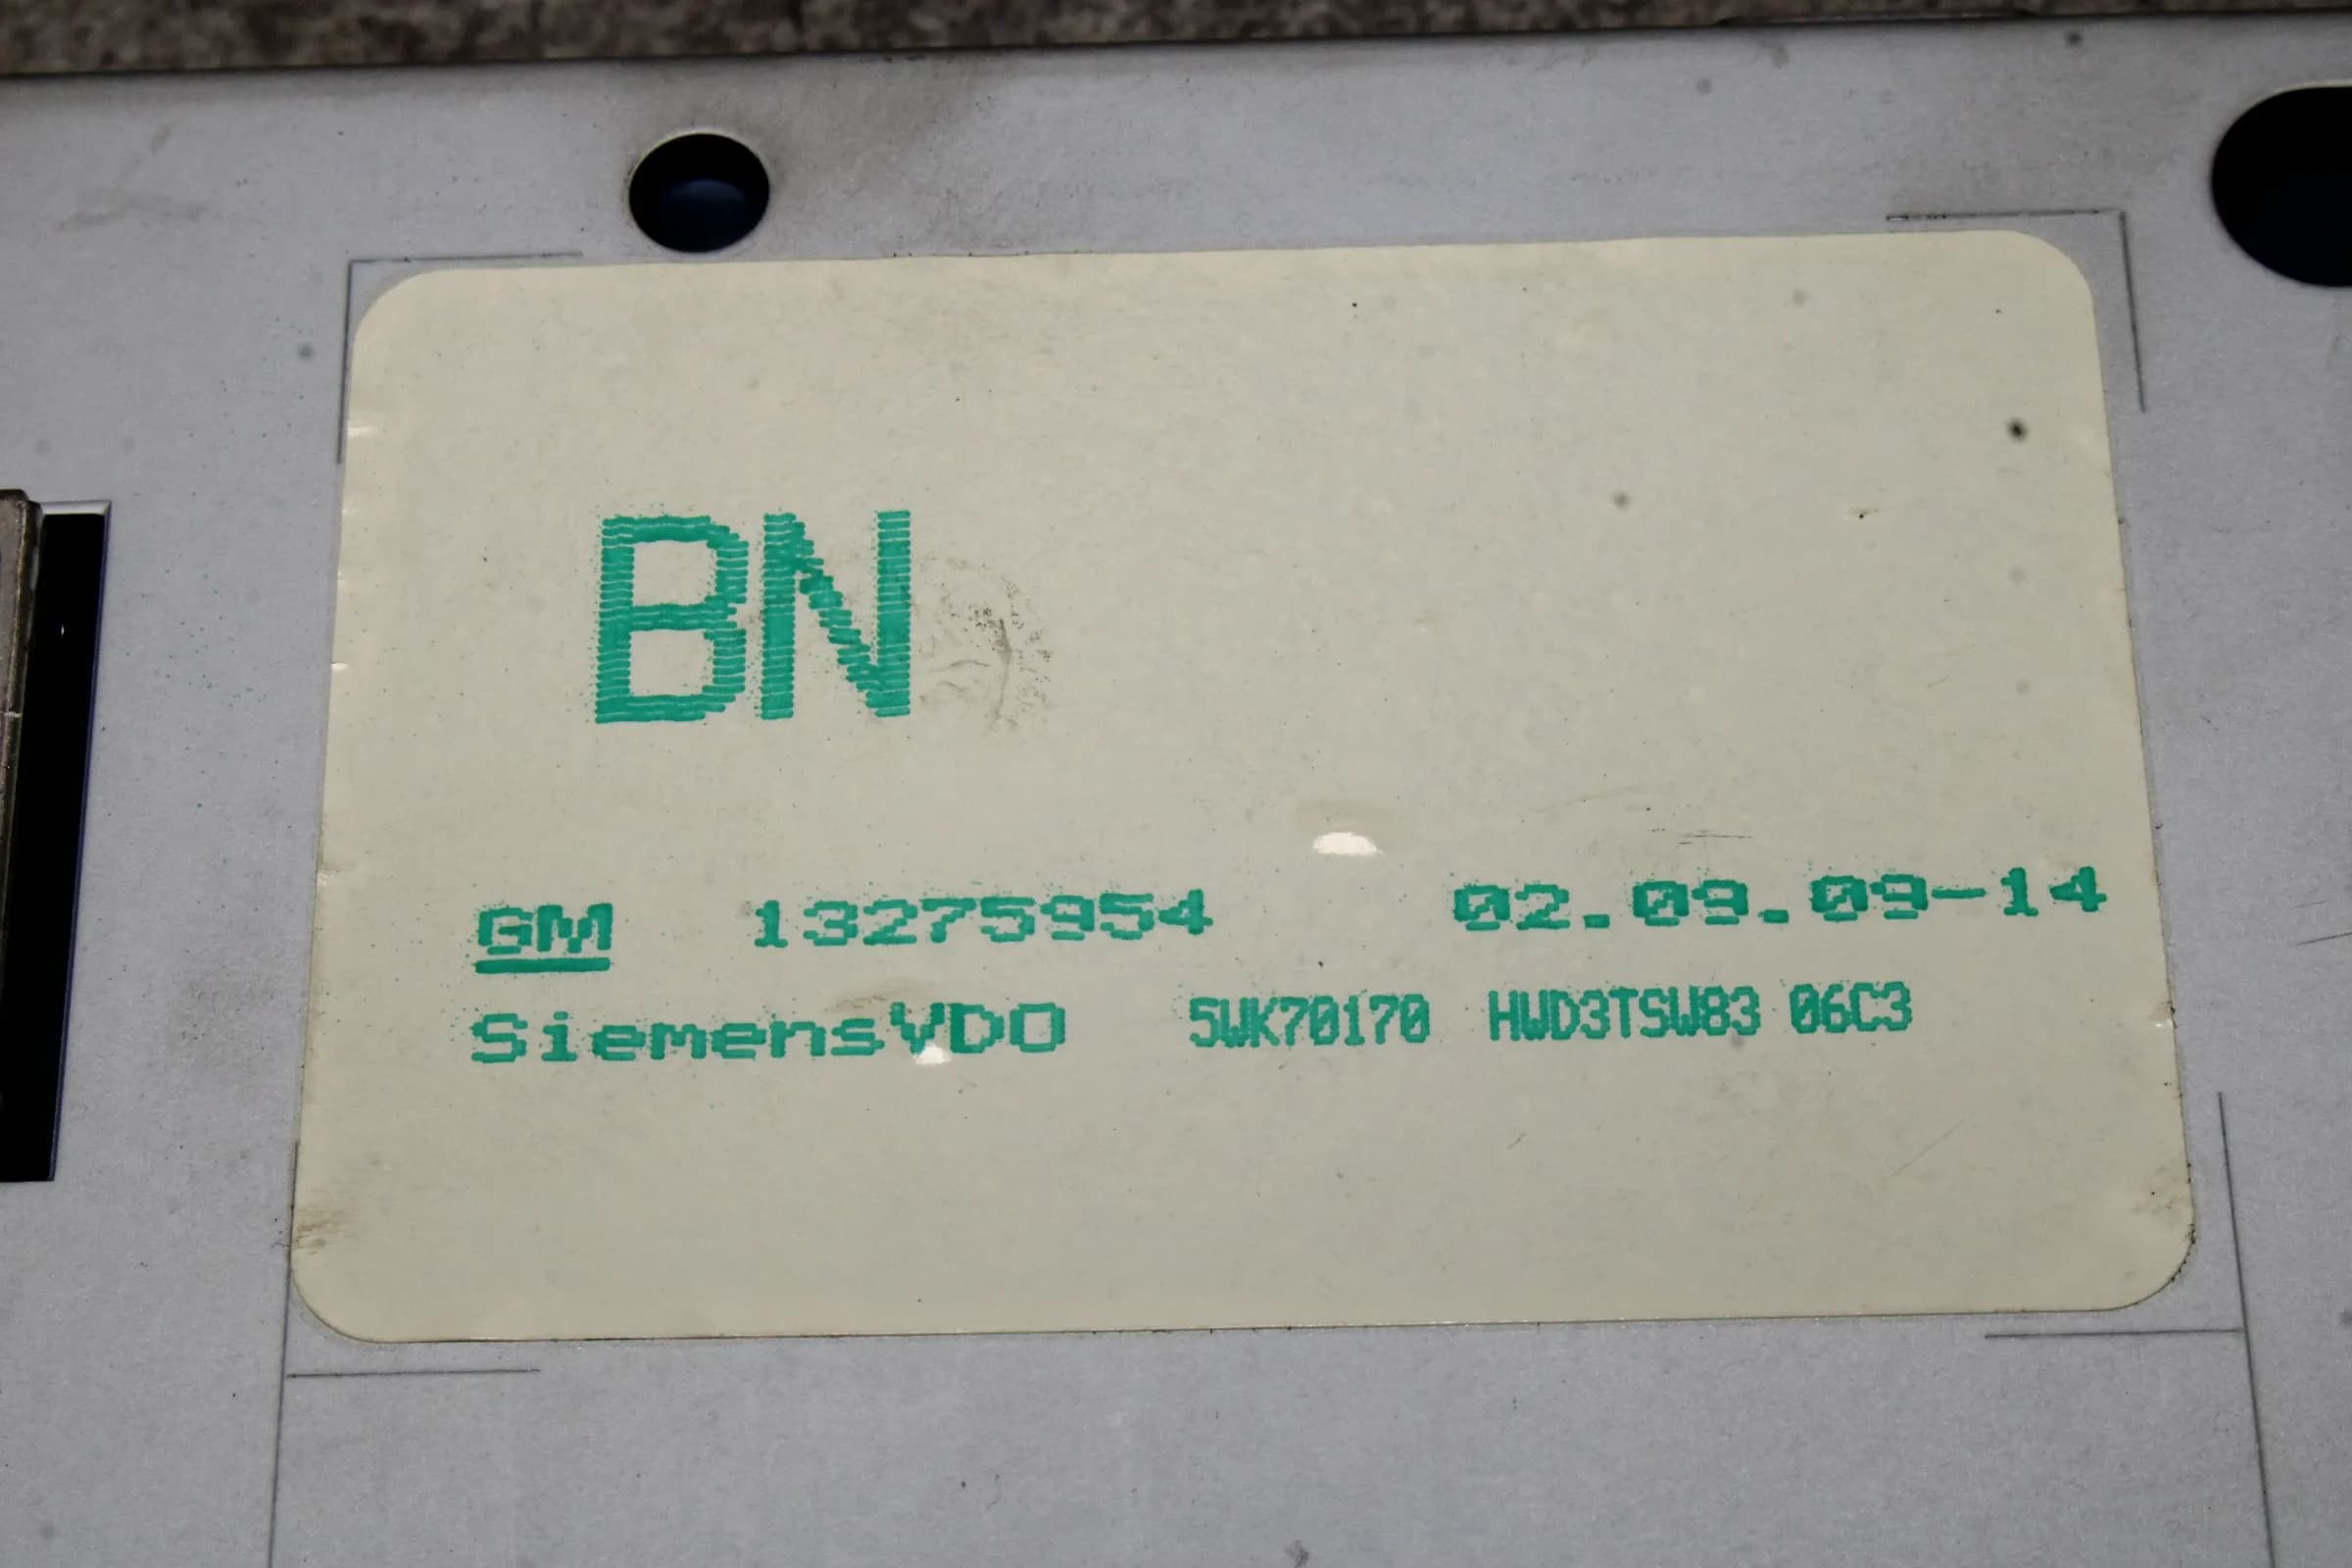 BN
GM 13275954 02.09.09-14
SiemensVDO 5WK70170 HWD3TSW83 06C3